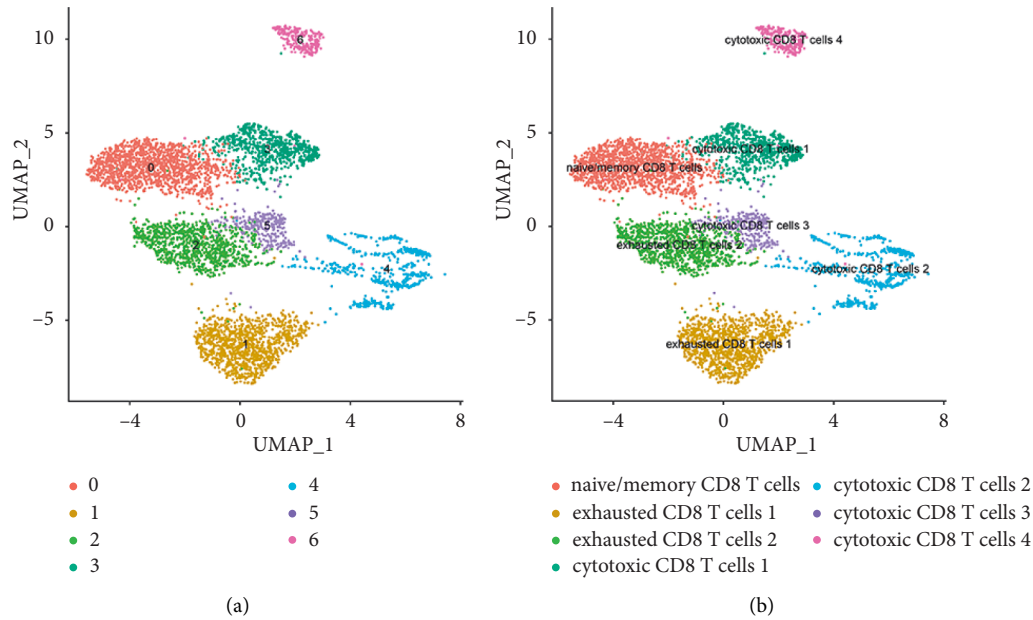 10
5
0
−5
UMAP_2
6
3
0
5
2
4
1
−4
0
4
8
UMAP_1
0
1
2
3
4
5
6
(a)
10
5
0
−5
UMAP_2
cytotoxic CD8 T cells 4
cytotoxic CD8 T cells 1
naive/memory CD8 T cells
cytotoxic CD8 T cells 3
exhausted CD8 T cells 2
cytotoxic CD8 T cells 2
exhausted CD8 T cells 1
−4
0
4
8
UMAP_1
naive/memory CD8 T cells
exhausted CD8 T cells 1
exhausted CD8 T cells 2
cytotoxic CD8 T cells 1
cytotoxic CD8 T cells 2
cytotoxic CD8 T cells 3
cytotoxic CD8 T cells 4
(b)